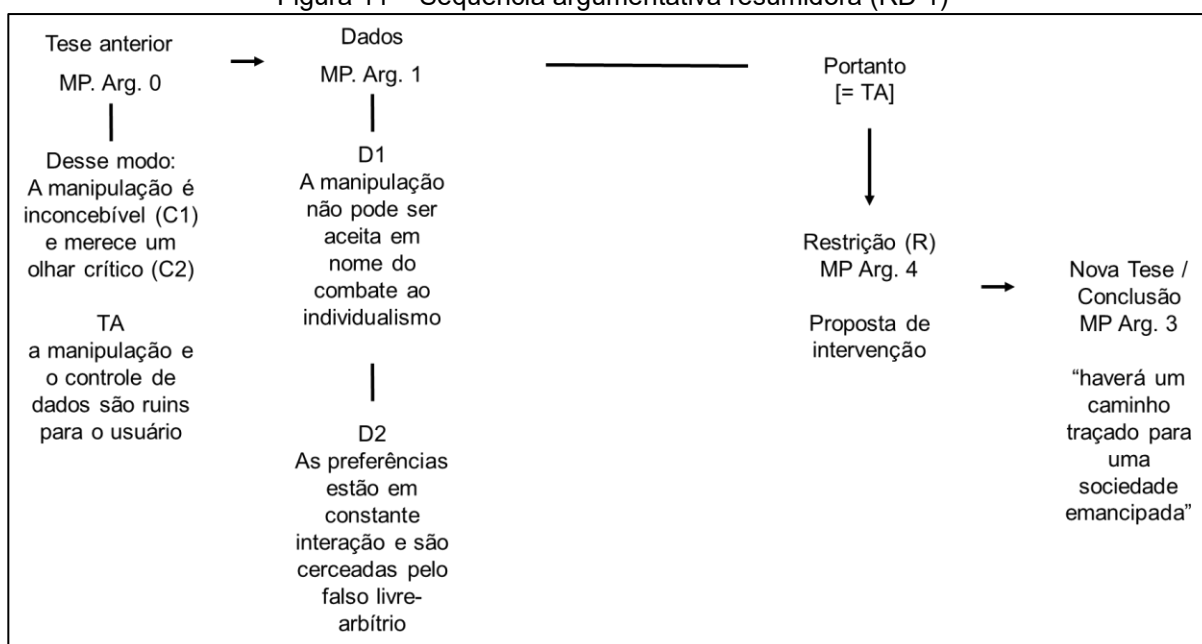 Figura 11 – Sequência argumentativa resumidora (RD 1)
Tese anterior
MP. Arg. 0
Desse modo:
A manipulação é
inconcebível (C1)
e merece um
olhar crítico (C2)
TA
a manipulação e
o controle de
dados são ruins
para o usuário
Dados
MP. Arg. 1
D1
A manipulação
não pode ser
aceita em
nome do
combate ao
individualismo
D2
As preferências
estão em
constante
interação e são
cerceadas pelo
falso livre-
arbítrio
Portanto
[= TA]
Restrição (R)
MP Arg. 4
Proposta de
intervenção
Nova Tese /
Conclusão
MP Arg. 3
“haverá um
caminho
traçado para
uma
sociedade
emancipada”